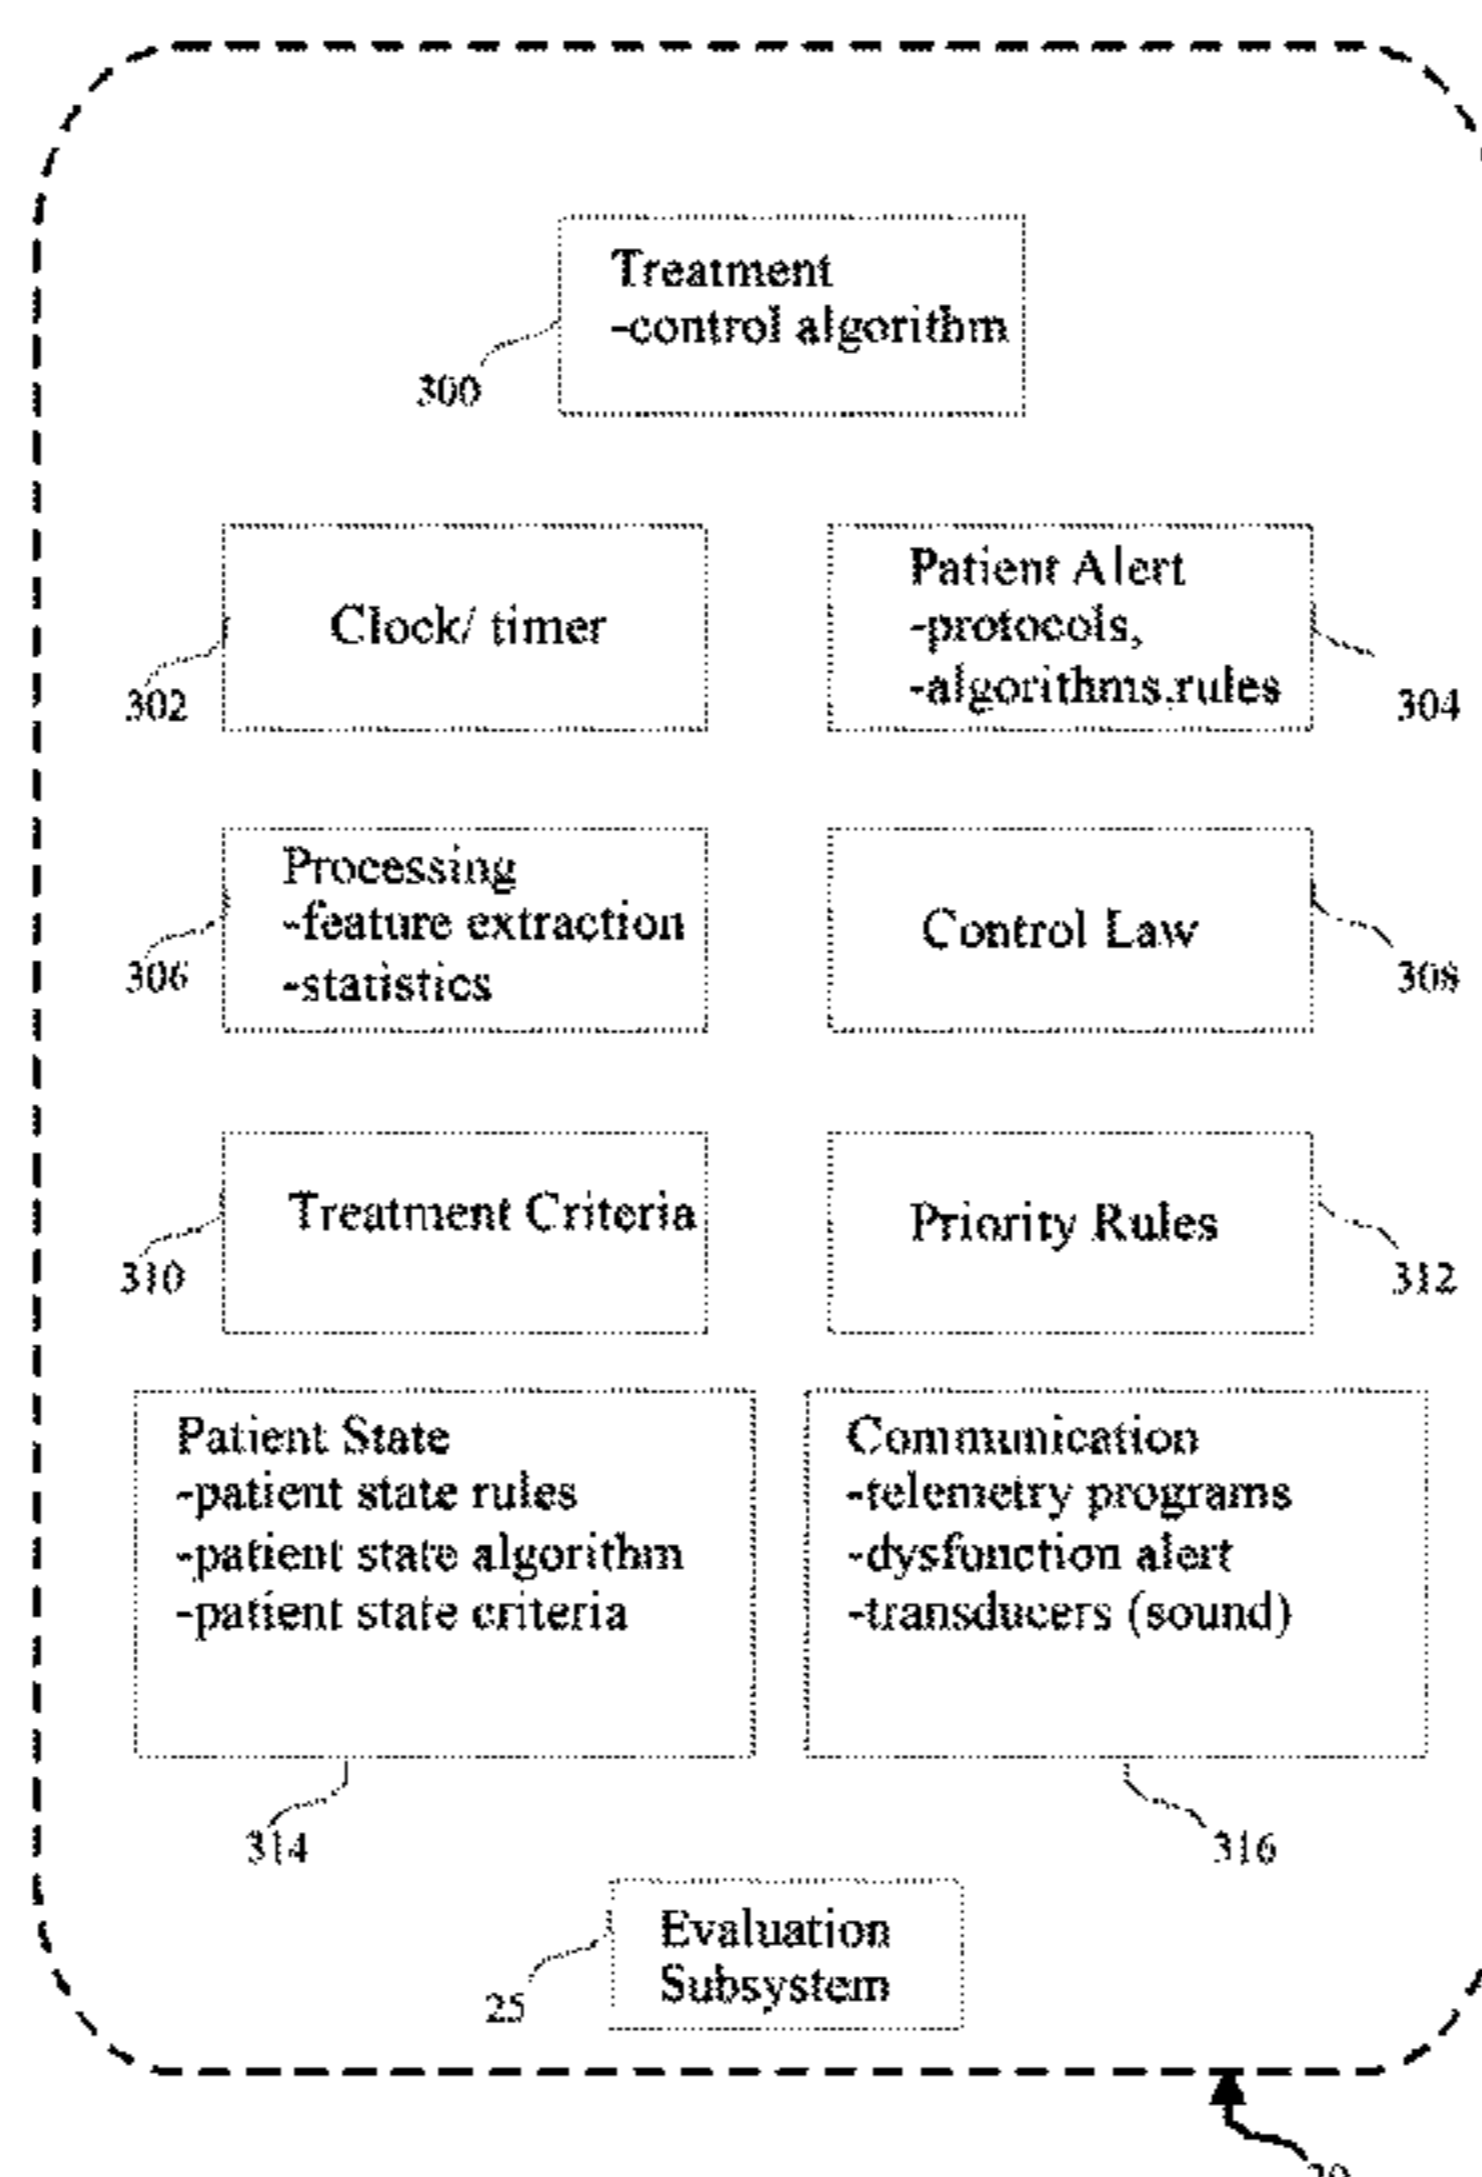 Treatment
-control algorithm
300
Clock/ timer
302
Patient Alert
-protocols,
-algorithms,rules
304
Processing
-feature extraction
-statistics
306
Control Law
308
Treatment Criteria
310
Priority Rules
312
Patient State
-patient state rules
-patient state algorithm
-patient state criteria
314
Communication
-telemetry programs
-dysfunction alert
-transducers (sound)
316
Evaluation
Subsystem
25